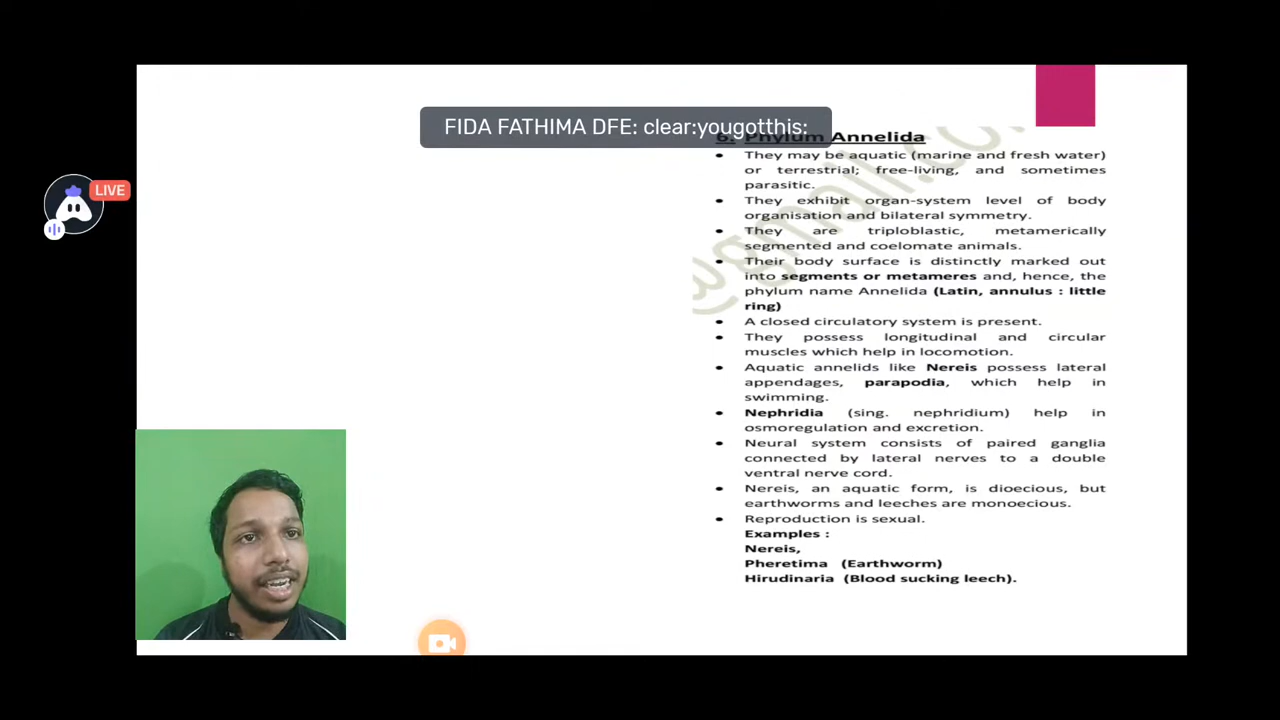 FIDA FATHIMA DFE: clear:yougotthis:
LIVE
6. Phylum Annelida
• They may be aquatic (marine and fresh water)
or terrestrial; free-living, and sometimes
parasitic.
• They exhibit organ-system level of body
organisation and bilateral symmetry.
• They are triploblastic, metamerically
segmented and coelomate animals.
• Their body surface is distinctly marked out
into segments or metameres and, hence, the
phylum name Annelida (Latin, annulus : little
ring)
• A closed circulatory system is present.
• They possess longitudinal and circular
muscles which help in locomotion.
• Aquatic annelids like Nereis possess lateral
appendages, parapodia, which help in
swimming.
• Nephridia (sing. nephridium) help in
osmoregulation and excretion.
• Neural system consists of paired ganglia
connected by lateral nerves to a double
ventral nerve cord.
• Nereis, an aquatic form, is dioecious, but
earthworms and leeches are monoecious.
• Reproduction is sexual.
Examples :
Nereis,
Pheretima (Earthworm)
Hirudinaria (Blood sucking leech).